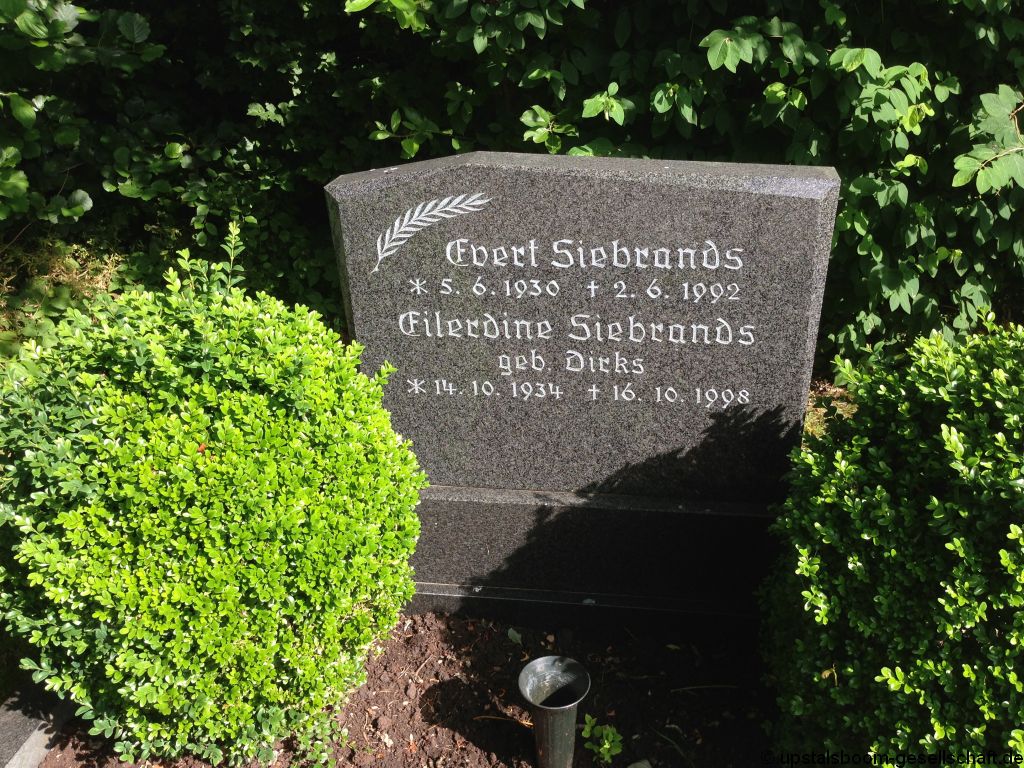 Evert Siebrands
* 5. 6. 1930 † 2. 6. 1992
Eilerdine Siebrands
geb. Dirks
* 14. 10. 1934 † 16. 10. 1998
© upstalsboom-gesellschaft.de